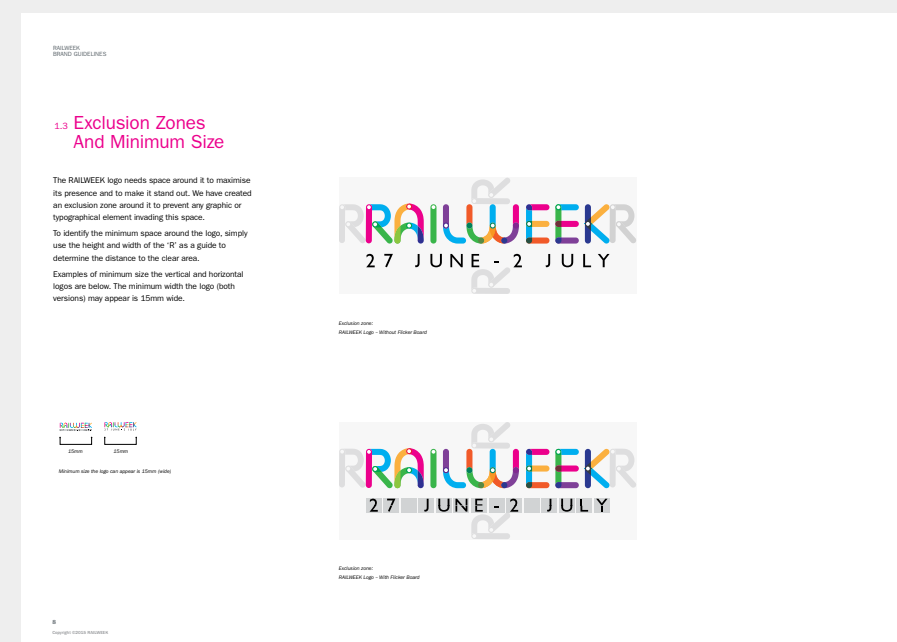 RAILWEEK
BRAND GUIDELINES
1.3 Exclusion Zones
And Minimum Size
The RAILWEEK logo needs space around it to maximise
its presence and to make it stand out. We have created
an exclusion zone around it to prevent any graphic or
typographical element invading this space.
To identify the minimum space around the logo, simply
use the height and width of the 'R' as a guide to
determine the distance to the clear area.
Examples of minimum size the vertical and horizontal
logos are below. The minimum width the logo (both
versions) may appear is 15mm wide.
R
R RAILWEEK R
27 JUNE - 2 JULY
R
Exclusion zone:
RAILWEEK Logo – Without Flicker Board
RAILWEEK RAILWEEK
27 JUNE - 2 JULY
15mm 15mm
Minimum size the logo can appear is 15mm (wide)
R
R RAILWEEK R
27 JUNE - 2 JULY
R
Exclusion zone:
RAILWEEK Logo – With Flicker Board
8